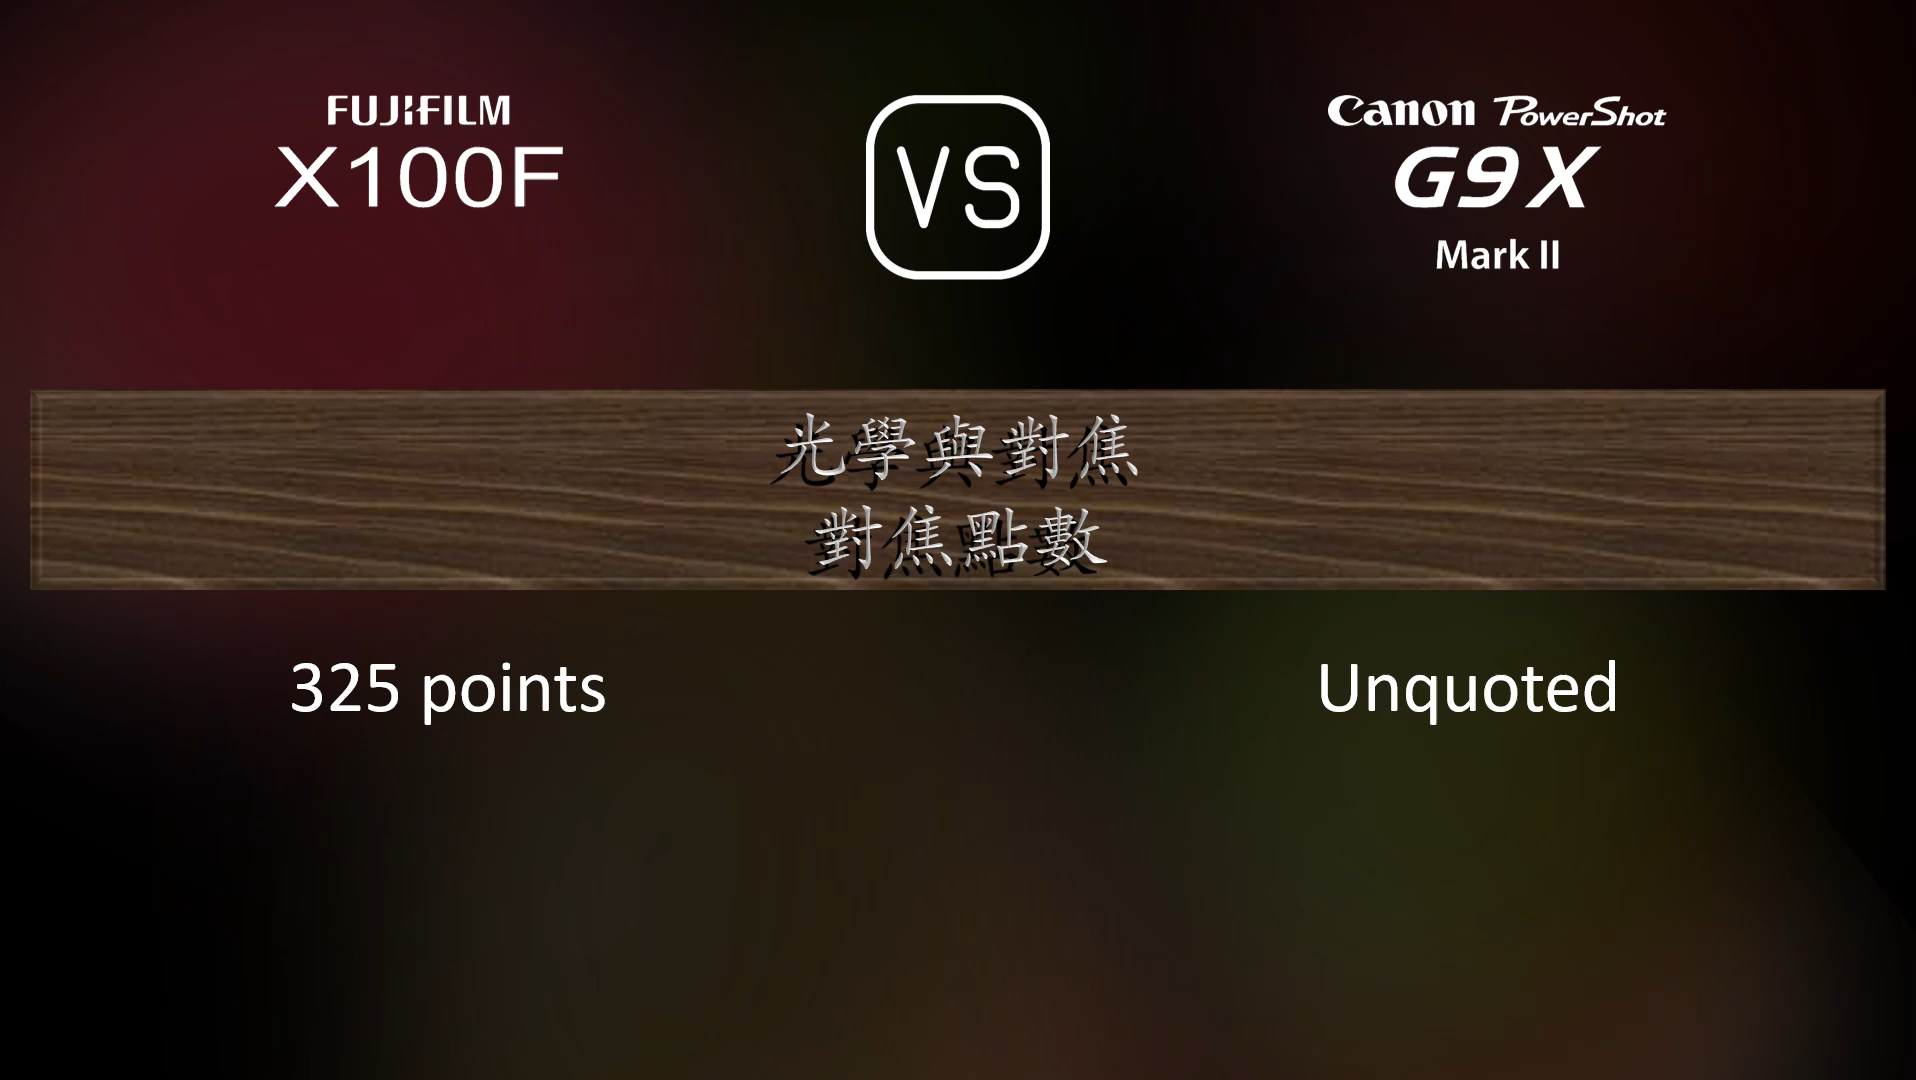 FUJIFILM
X100F
VS
Canon PowerShot
G9 X
Mark II
光學與對焦
對焦點數
325 points
Unquoted